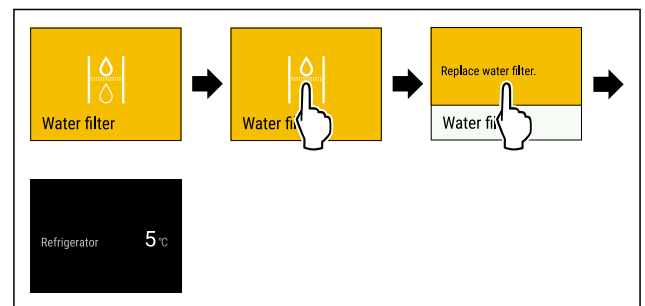 Water filter
Water fi
Replace water filter.
Water fi
Refrigerator 5 °C